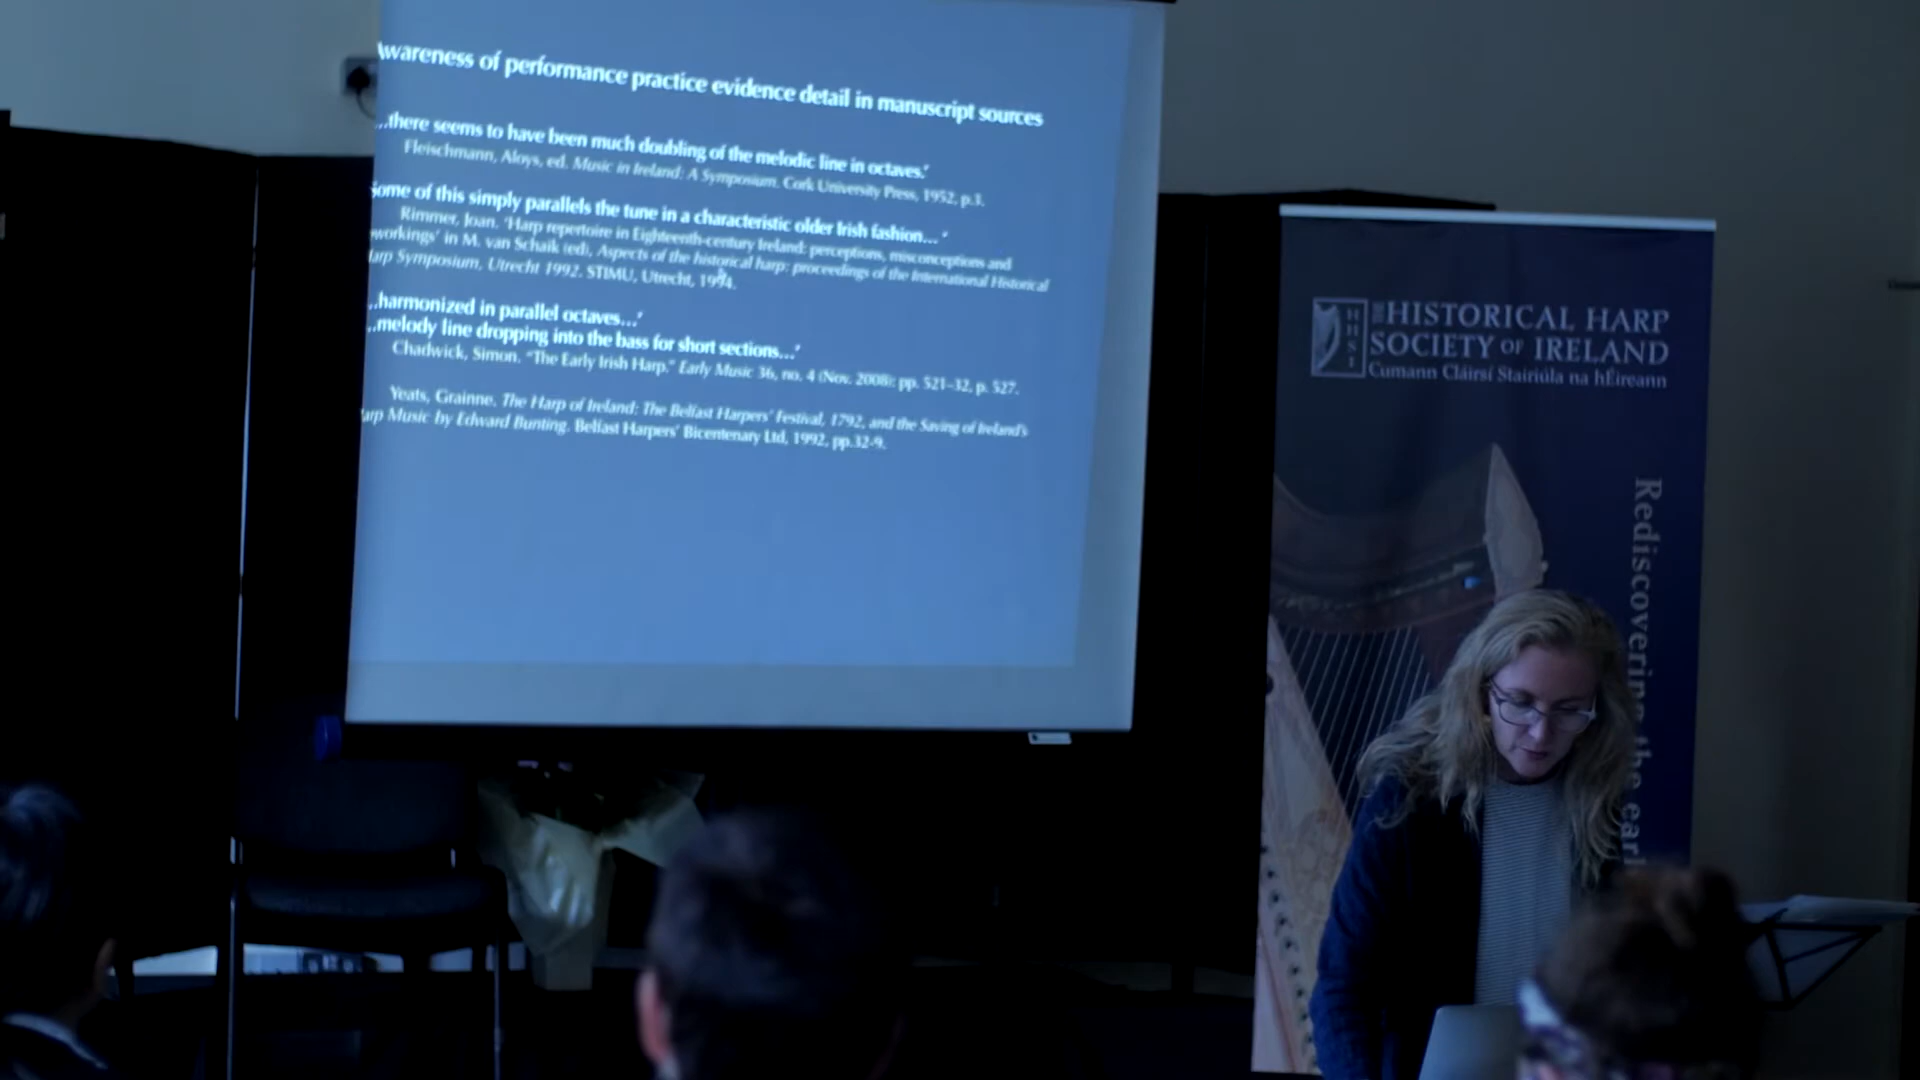 wareness of performance practice evidence detail in manuscript sources
...there seems to have been much doubling of the melodic line in octaves.'
Fleischmann, Aloys, ed. Music in Ireland: A Symposium. Cork University Press, 1952, p.3.
Some of this simply parallels the tune in a characteristic older Irish fashion... '
Rimmer, Joan. 'Harp repertoire in Eighteenth-century Ireland: perceptions, misconceptions and
eworkings' in M. van Schaik (ed), Aspects of the historical harp: proceedings of the International Historical
Harp Symposium, Utrecht 1992. STIMU, Utrecht, 1994.
...harmonized in parallel octaves...'
...melody line dropping into the bass for short sections...'
Chadwick, Simon. "The Early Irish Harp." Early Music 36, no. 4 (Nov. 2008): pp. 521–32, p. 527.
Yeats, Grainne. The Harp of Ireland: The Belfast Harpers' Festival, 1792, and the Saving of Ireland's
Harp Music by Edward Bunting. Belfast Harpers' Bicentenary Ltd, 1992, pp.32-9.
HHSI
THE HISTORICAL HARP
SOCIETY OF IRELAND
Cumann Cláirsí Stairiúla na hÉireann
Rediscovering the earl